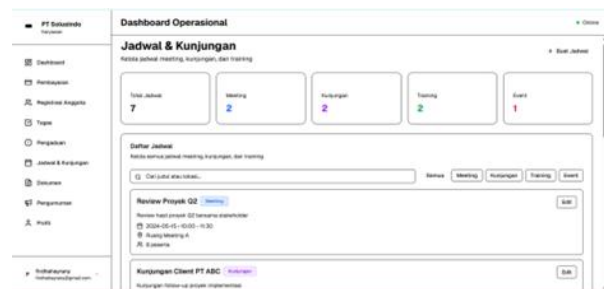 PT Solusindo
Karyawan
Dashboard Operasional
Online
Jadwal & Kunjungan
Kelola jadwal meeting, kunjungan, dan training
+ Buat Jadwal
Dashboard
Pembayaran
Registrasi Anggota
Tugas
Pengaduan
Jadwal & Kunjungan
Dokumen
Pengumuman
Profil
Total Jadwal
7
Meeting
2
Kunjungan
2
Training
2
Event
1
Daftar Jadwal
Kelola semua jadwal meeting, kunjungan, dan training
Cari judul atau lokasi...
Semua Meeting Kunjungan Training Event
Review Proyek Q2 Meeting
Edit
Review hasil proyek Q2 bersama stakeholder
2024-05-15 • 10:00 - 11:30
Ruang Meeting A
8 peserta
Kunjungan Client PT ABC Kunjungan
Edit
Kunjungan follow-up proyek implementasi